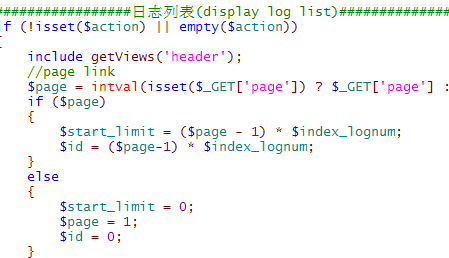 ################日志列表(display log list)##############
if (!isset($action) || empty($action))
{
include getViews('header');
//page link
$page = intval(isset($_GET['page']) ? $_GET['page'] :
if ($page)
{
$start_limit = ($page - 1) * $index_lognum;
$id = ($page-1) * $index_lognum;
}
else
{
$start_limit = 0;
$page = 1;
$id = 0;
}